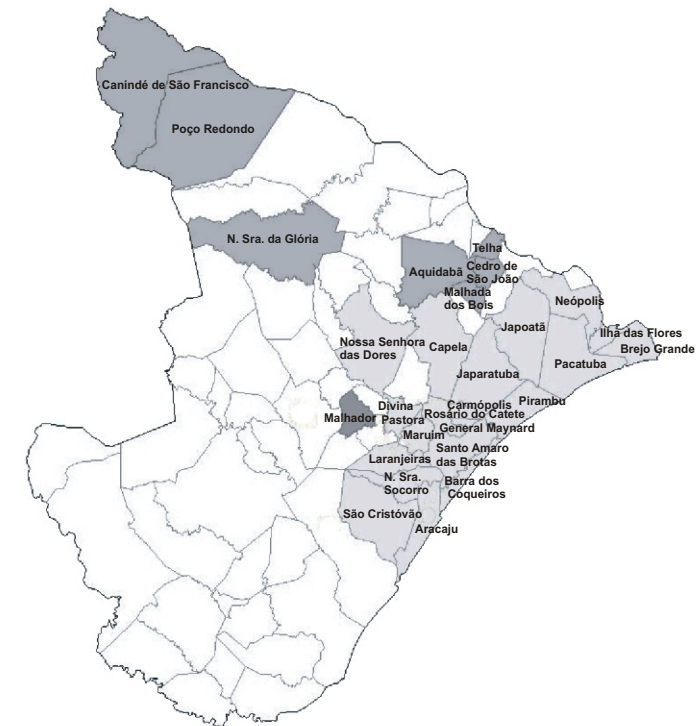 Canindé de São Francisco
Poço Redondo
N. Sra. da Glória
Telha
Aquidabã
Cedro de
São João
Malhada
dos Bois
Neópolis
Japoatã
Ilha das Flores
Brejo Grande
Nossa Senhora
das Dores
Capela
Pacatuba
Japaratuba
Pirambu
Malhador
Divina
Pastora
Carmópolis
Rosário do Catete
General Maynard
Maruim
Santo Amaro
das Brotas
Laranjeiras
N. Sra.
Socorro
Barra dos
Coqueiros
São Cristóvão
Aracaju